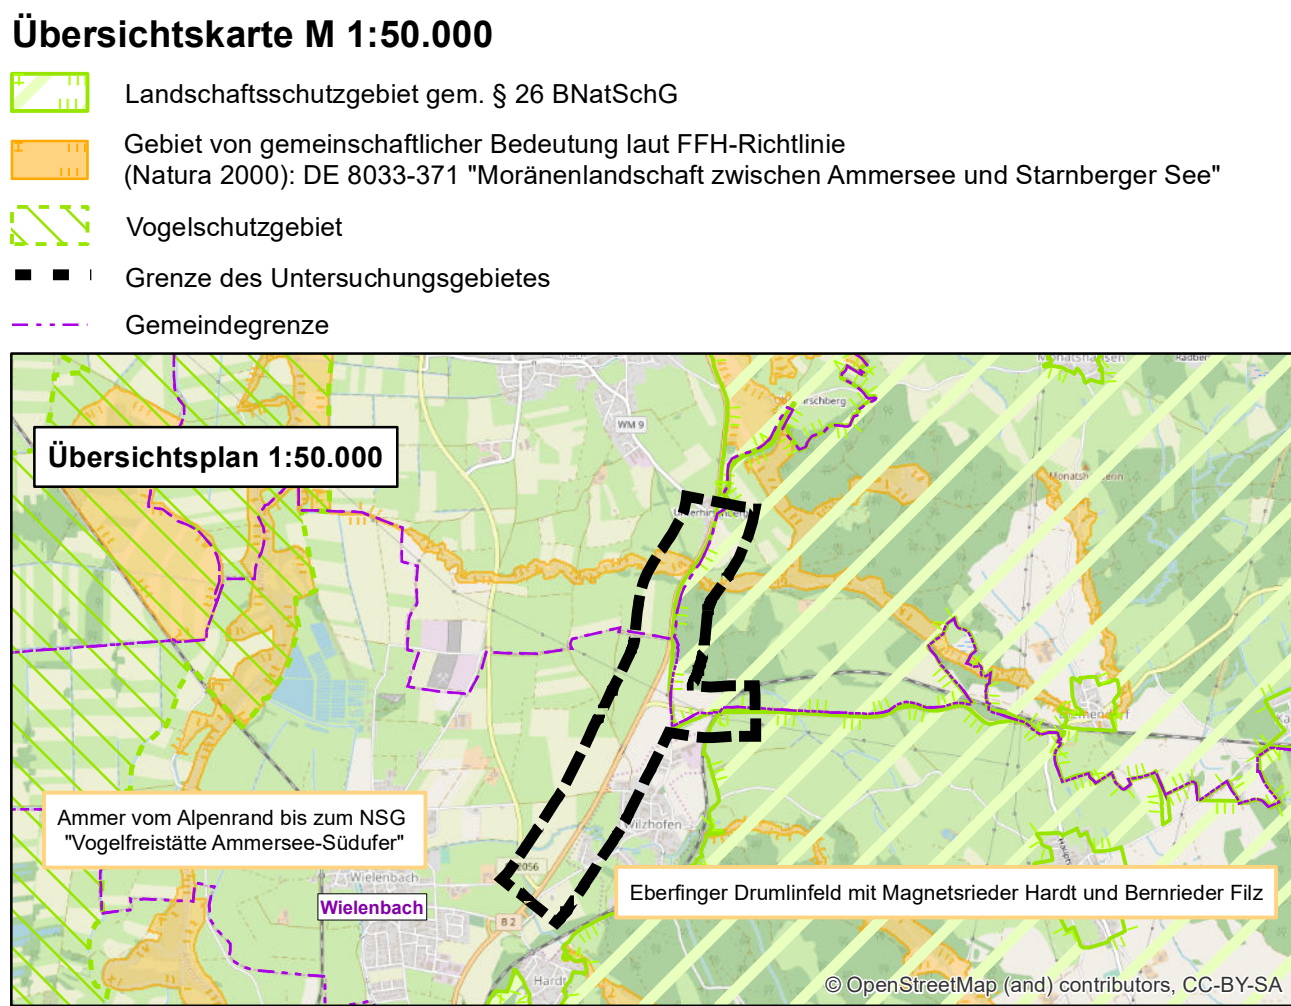 Übersichtskarte M 1:50.000
Landschaftsschutzgebiet gem. § 26 BNatSchG
Gebiet von gemeinschaftlicher Bedeutung laut FFH-Richtlinie
(Natura 2000): DE 8033-371 "Moränenlandschaft zwischen Ammersee und Starnberger See"
Vogelschutzgebiet
Grenze des Untersuchungsgebietes
Gemeindegrenze
WM 9
Übersichtsplan 1:50.000
Ammer vom Alpenrand bis zum NSG
"Vogelfreistätte Ammersee-Südufer"
Wilzhofen
2056
Wielenbach
Wielenbach
B 2
Eberfinger Drumlinfeld mit Magnetsrieder Hardt und Bernrieder Filz
Hardt
© OpenStreetMap (and) contributors, CC-BY-SA